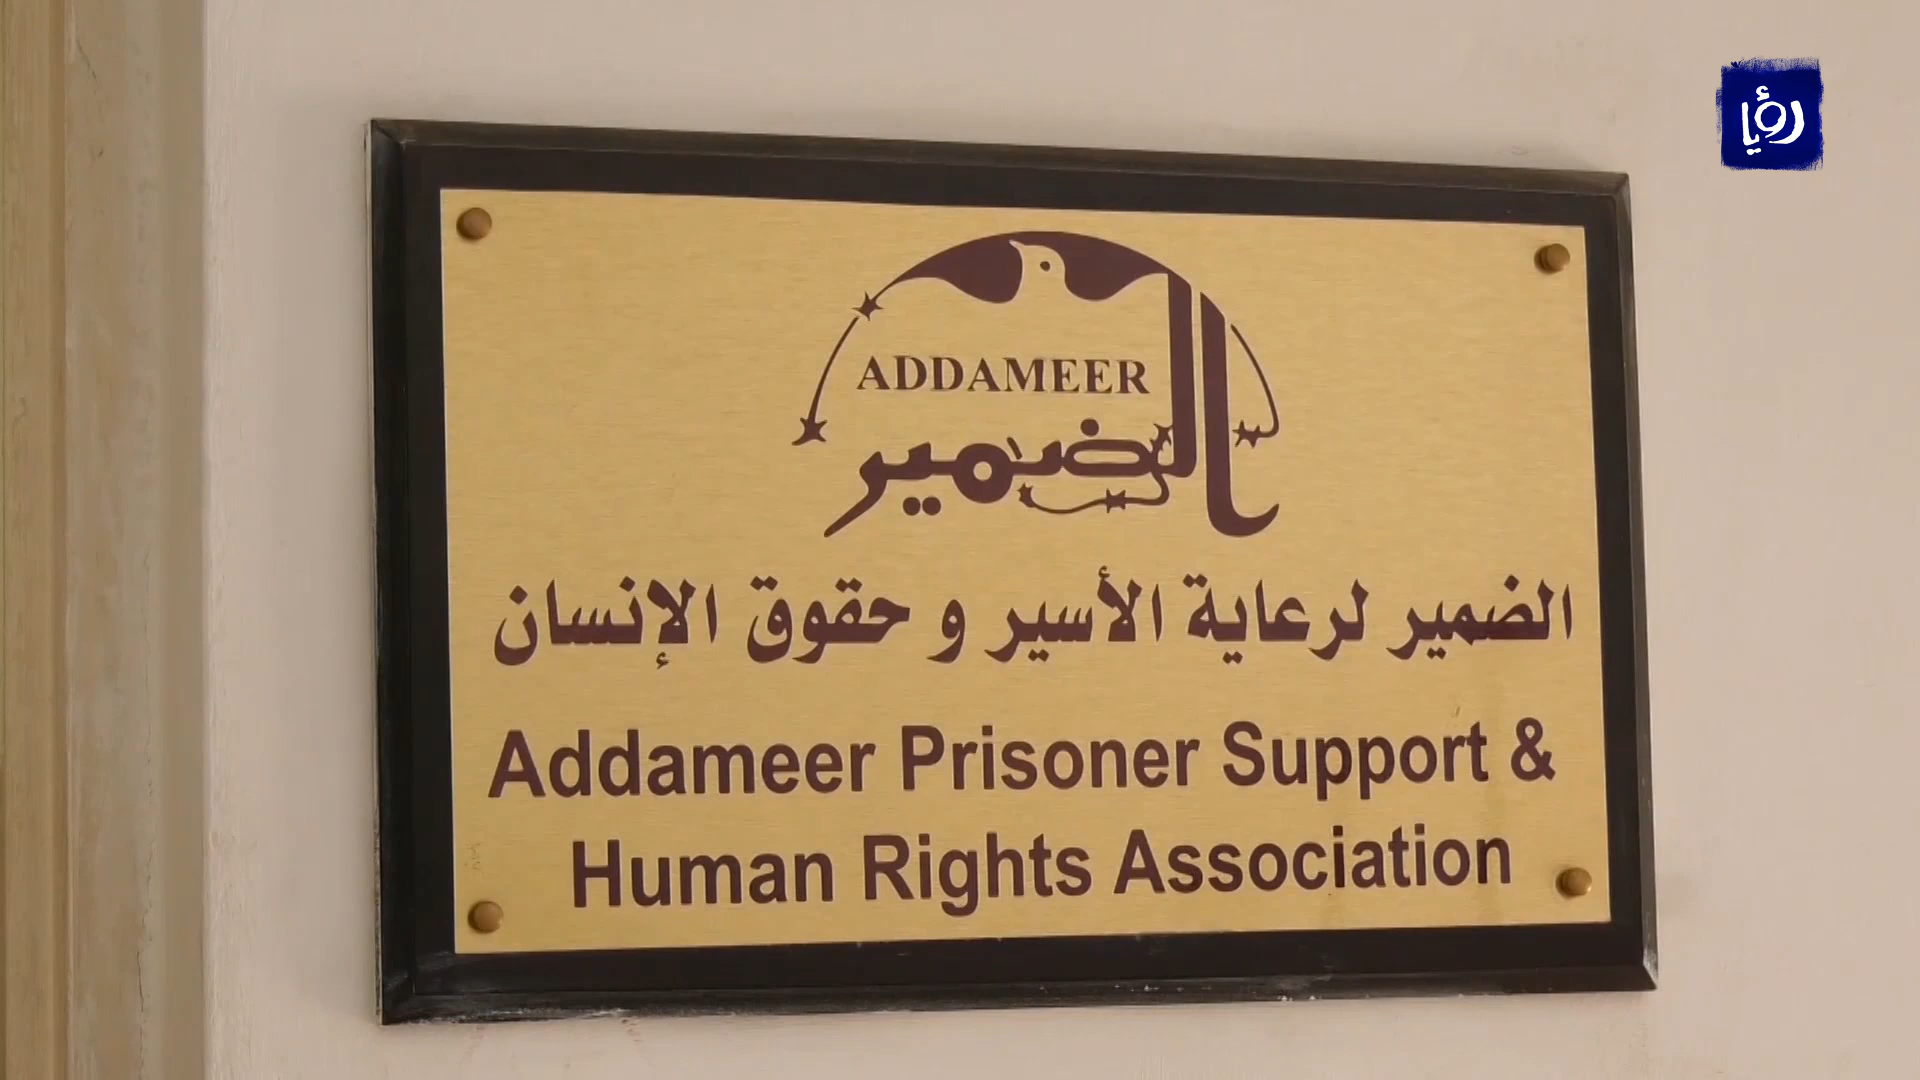 رؤيا
ADDAMEER
الضمير
الضمير لرعاية الأسير و حقوق الإنسان
Addameer Prisoner Support &
Human Rights Association